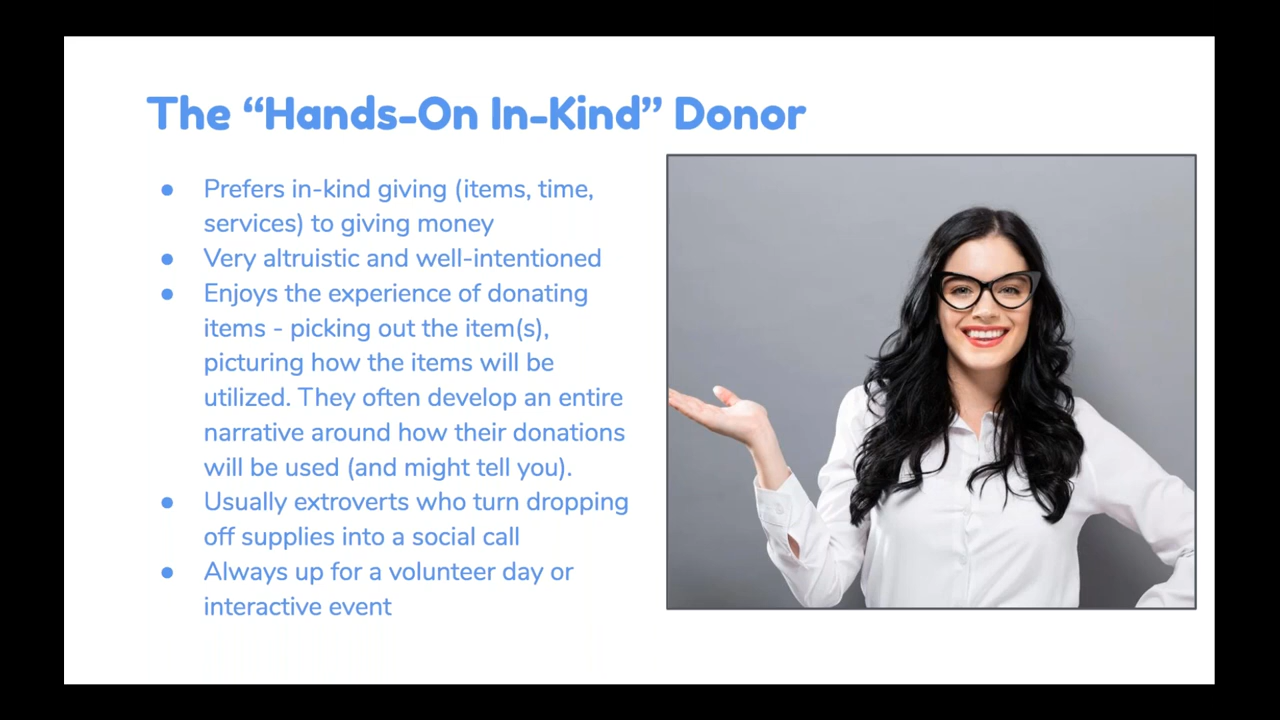 The “Hands-On In-Kind” Donor
● Prefers in-kind giving (items, time,
services) to giving money
● Very altruistic and well-intentioned
● Enjoys the experience of donating
items - picking out the item(s),
picturing how the items will be
utilized. They often develop an entire
narrative around how their donations
will be used (and might tell you).
● Usually extroverts who turn dropping
off supplies into a social call
● Always up for a volunteer day or
interactive event